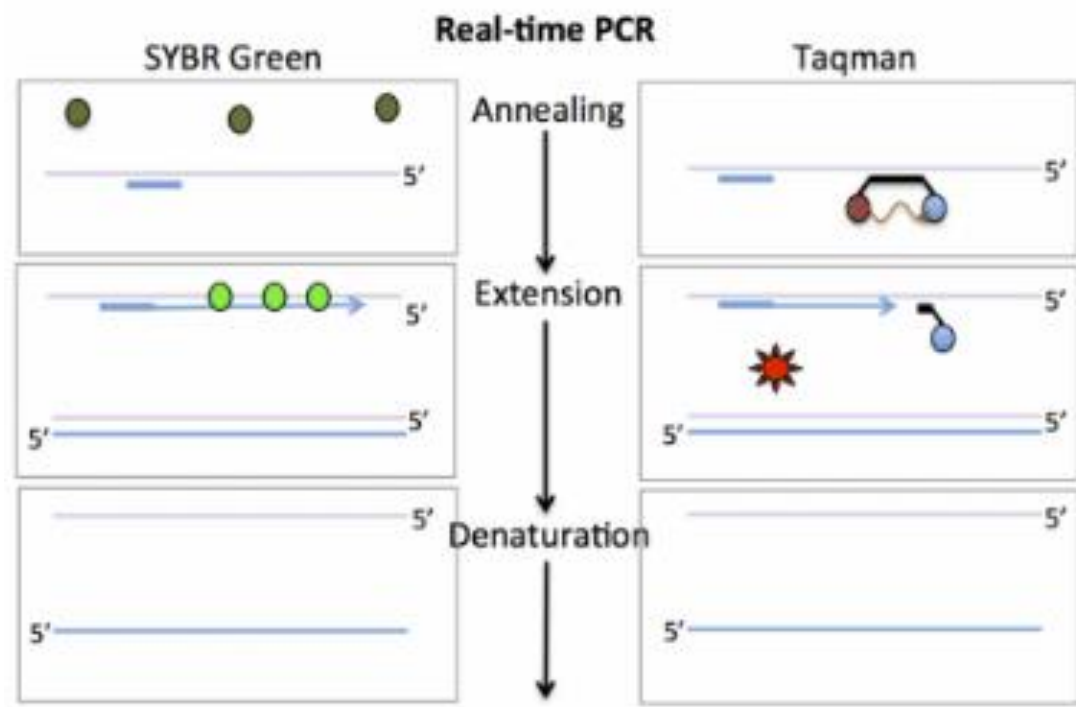 Real-time PCR
SYBR Green
Taqman
Annealing
5’
5’
Extension
5’
5’
5’
5’
5’
5’
Denaturation
5’
5’
5’
5’